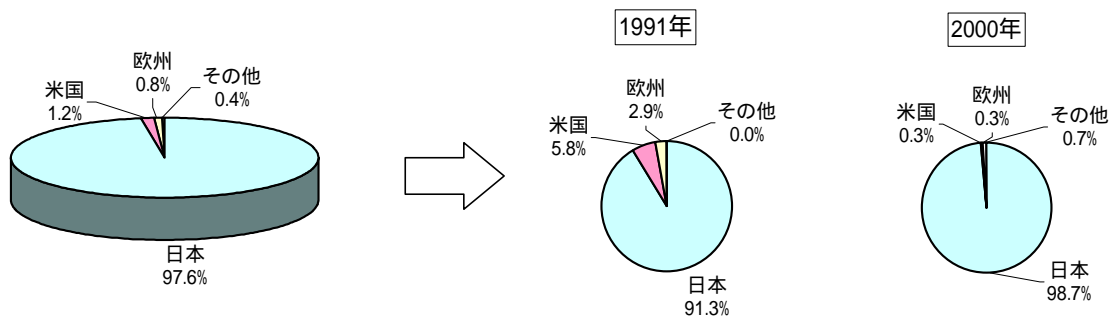 欧州
0.8%
その他
0.4%
米国
1.2%
日本
97.6%
1991年
欧州
2.9%
その他
0.0%
米国
5.8%
日本
91.3%
2000年
欧州
0.3%
米国
0.3%
その他
0.7%
日本
98.7%